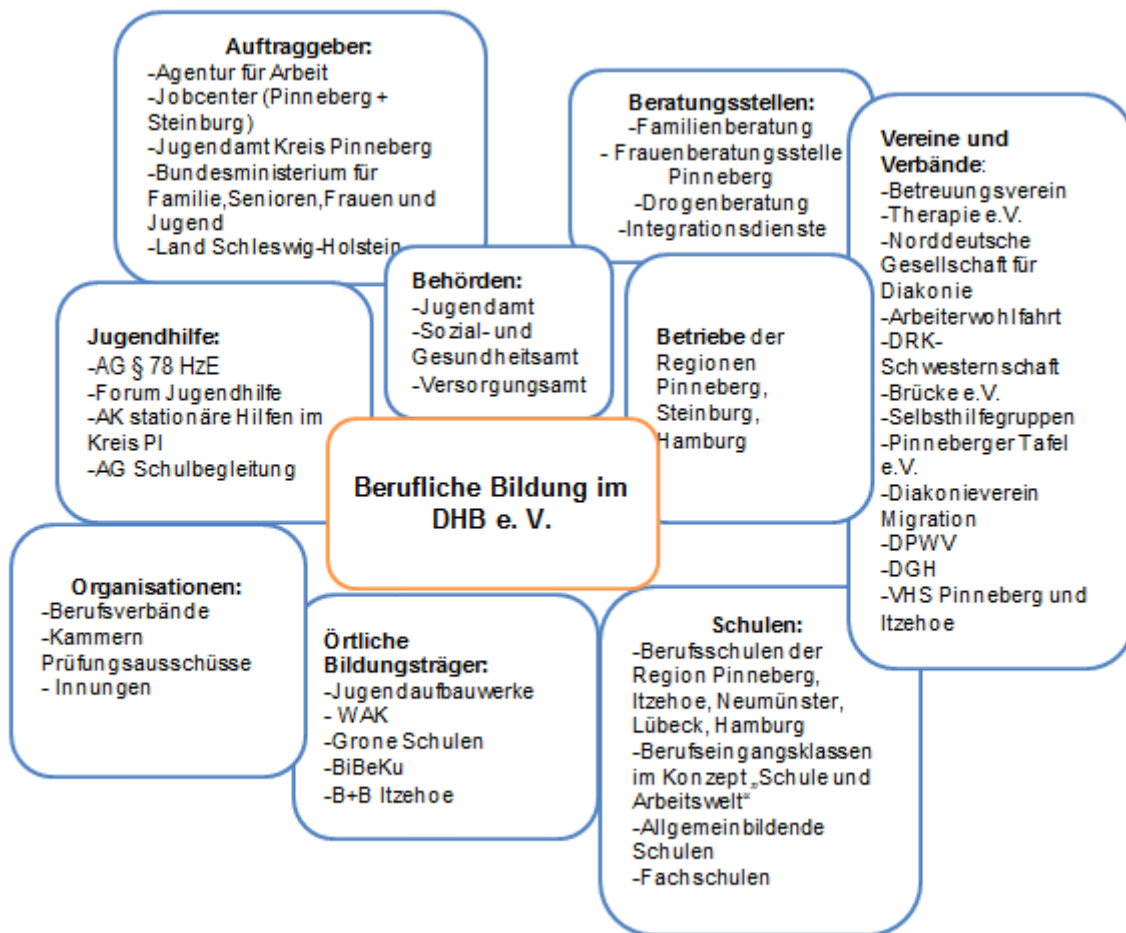 Auftraggeber:
-Agentur für Arbeit
-Jobcenter (Pinneberg +
Steinburg)
-Jugendamt Kreis Pinneberg
-Bundesministerium für
Familie,Senioren,Frauen und
Jugend
-Land Schleswig-Holstein
Beratungsstellen:
-Familienberatung
- Frauenberatungsstelle
Pinneberg
-Drogenberatung
-Integrationsdienste
Vereine und
Verbände:
-Betreuungsverein
-Therapie e.V.
-Norddeutsche
Gesellschaft für
Diakonie
-Arbeiterwohlfahrt
-DRK-
Schwesternschaft
-Brücke e.V.
-Selbsthilfegruppen
-Pinneberger Tafel
e.V.
-Diakonieverein
Migration
-DPWV
-DGH
-VHS Pinneberg und
Itzehoe
Behörden:
-Jugendamt
-Sozial- und
Gesundheitsamt
-Versorgungsamt
Betriebe der
Regionen
Pinneberg,
Steinburg,
Hamburg
Jugendhilfe:
-AG § 78 HzE
-Forum Jugendhilfe
-AK stationäre Hilfen im
Kreis PI
-AG Schulbegleitung
Berufliche Bildung im
DHB e. V.
Organisationen:
-Berufsverbände
-Kammern
Prüfungsausschüsse
- Innungen
Örtliche
Bildungsträger:
-Jugendaufbauwerke
- WAK
-Grone Schulen
-BiBeKu
-B+B Itzehoe
Schulen:
-Berufsschulen der
Region Pinneberg,
Itzehoe, Neumünster,
Lübeck, Hamburg
-Berufseingangsklassen
im Konzept „Schule und
Arbeitswelt“
-Allgemeinbildende
Schulen
-Fachschulen